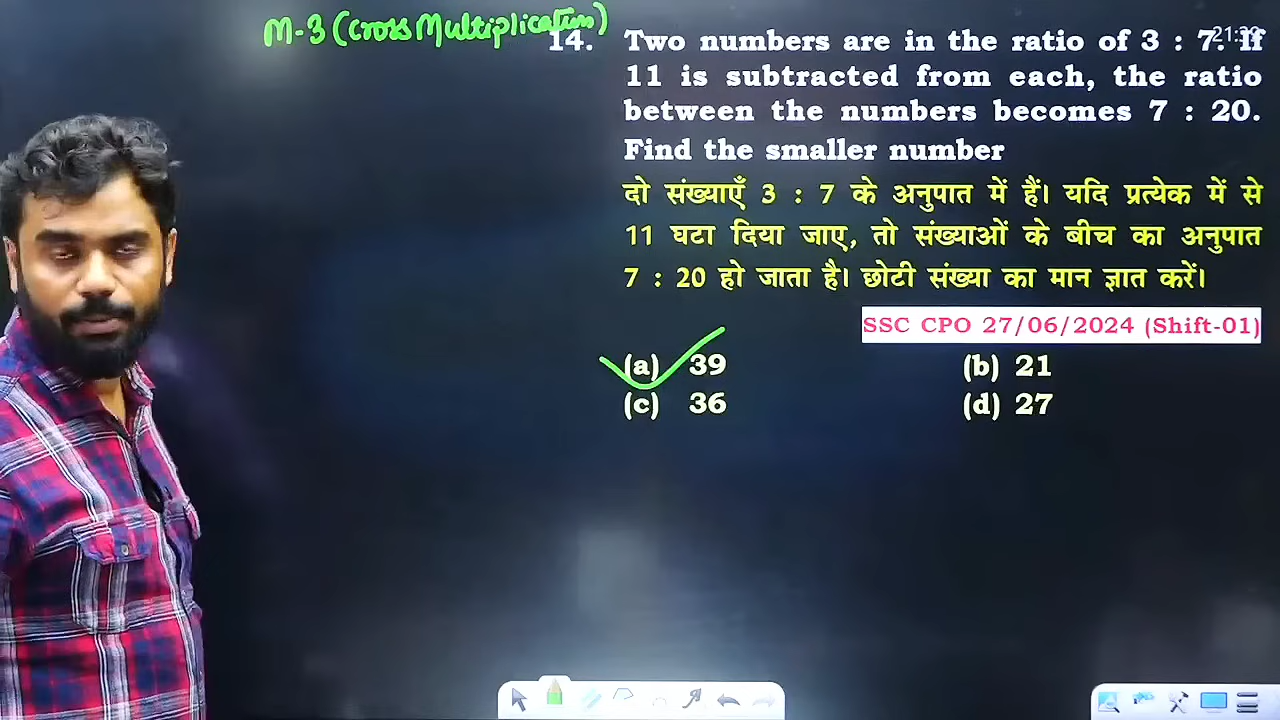 M-3 (Cross Multiplication)
21:39
14. Two numbers are in the ratio of 3 : 7. If
11 is subtracted from each, the ratio
between the numbers becomes 7 : 20.
Find the smaller number
दो संख्याएँ 3 : 7 के अनुपात में हैं। यदि प्रत्येक में से
11 घटा दिया जाए, तो संख्याओं के बीच का अनुपात
7 : 20 हो जाता है। छोटी संख्या का मान ज्ञात करें।
SSC CPO 27/06/2024 (Shift-01)
(a) 39 (b) 21
(c) 36 (d) 27